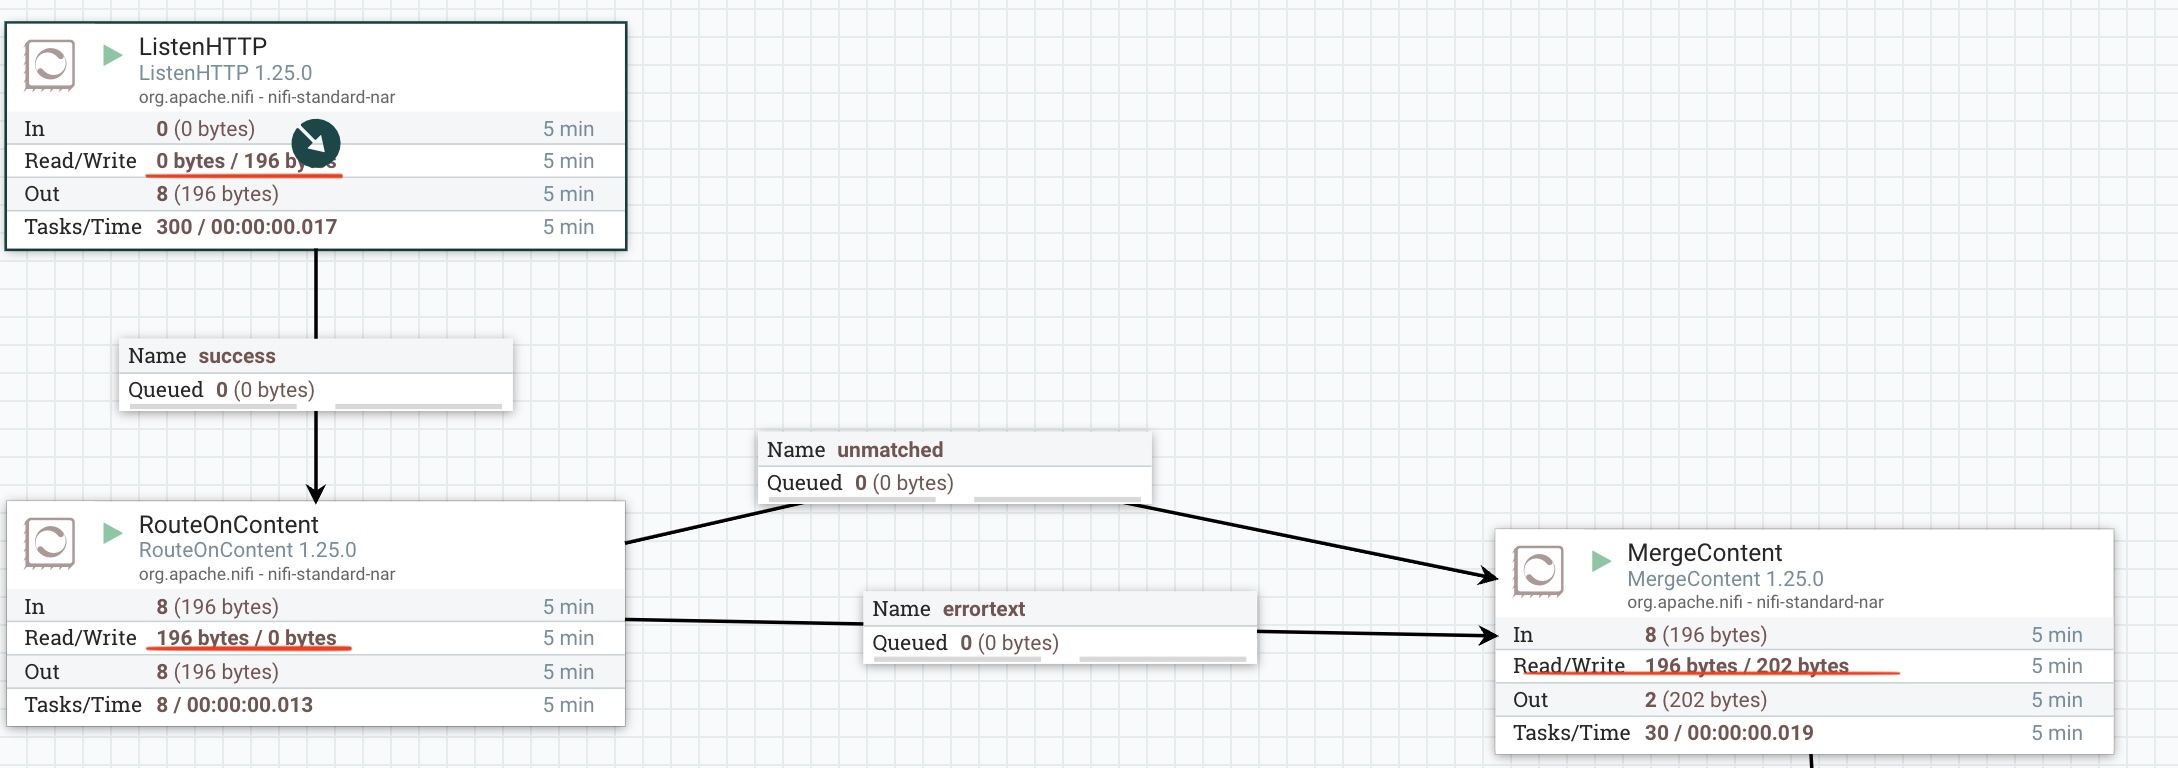 ListenHTTP
ListenHTTP 1.25.0
org.apache.nifi - nifi-standard-nar
In 0 (0 bytes) 5 min
Read/Write 0 bytes / 196 bytes 5 min
Out 8 (196 bytes) 5 min
Tasks/Time 300 / 00:00:00.017 5 min
Name success
Queued 0 (0 bytes)
Name unmatched
Queued 0 (0 bytes)
RouteOnContent
RouteOnContent 1.25.0
org.apache.nifi - nifi-standard-nar
In 8 (196 bytes) 5 min
Read/Write 196 bytes / 0 bytes 5 min
Out 8 (196 bytes) 5 min
Tasks/Time 8 / 00:00:00.013 5 min
Name errortext
Queued 0 (0 bytes)
MergeContent
MergeContent 1.25.0
org.apache.nifi - nifi-standard-nar
In 8 (196 bytes) 5 min
Read/Write 196 bytes / 202 bytes 5 min
Out 2 (202 bytes) 5 min
Tasks/Time 30 / 00:00:00.019 5 min